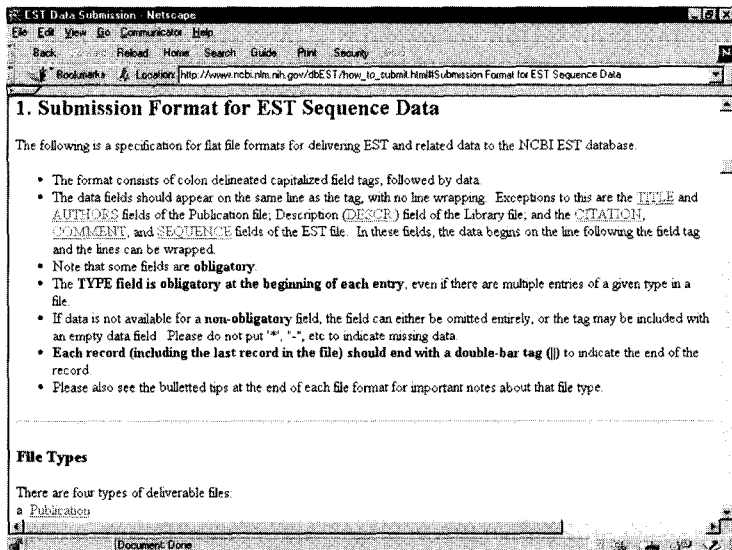 EST Data Submission - Netscape
File Edit View Go Communicator Help
Back Reload Home Search Guide Print Security
Bookmarks Location: http://www.ncbi.nlm.nih.gov/dbEST/how_to_submit.html#Submission Format for EST Sequence Data
1. Submission Format for EST Sequence Data
The following is a specification for flat file formats for delivering EST and related data to the NCBI EST database.
• The format consists of colon delineated capitalized field tags, followed by data.
• The data fields should appear on the same line as the tag, with no line wrapping. Exceptions to this are the TITLE and
AUTHORS fields of the Publication file; Description (DESCR) field of the Library file; and the CITATION,
COMMENT, and SEQUENCE fields of the EST file. In these fields, the data begins on the line following the field tag
and the lines can be wrapped.
• Note that some fields are obligatory.
• The TYPE field is obligatory at the beginning of each entry, even if there are multiple entries of a given type in a
file.
• If data is not available for a non-obligatory field, the field can either be omitted entirely, or the tag may be included with
an empty data field. Please do not put "*", "-", etc to indicate missing data.
• Each record (including the last record in the file) should end with a double-bar tag (||) to indicate the end of the
record.
• Please also see the bulletted tips at the end of each file format for important notes about that file type.
File Types
There are four types of deliverable files:
a Publication
Document: Done